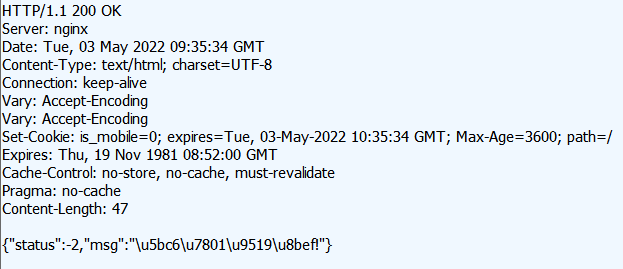 HTTP/1.1 200 OK
Server: nginx
Date: Tue, 03 May 2022 09:35:34 GMT
Content-Type: text/html; charset=UTF-8
Connection: keep-alive
Vary: Accept-Encoding
Vary: Accept-Encoding
Set-Cookie: is_mobile=0; expires=Tue, 03-May-2022 10:35:34 GMT; Max-Age=3600; path=/
Expires: Thu, 19 Nov 1981 08:52:00 GMT
Cache-Control: no-store, no-cache, must-revalidate
Pragma: no-cache
Content-Length: 47

{"status":-2,"msg":"\u5bc6\u7801\u9519\u8bef!"}